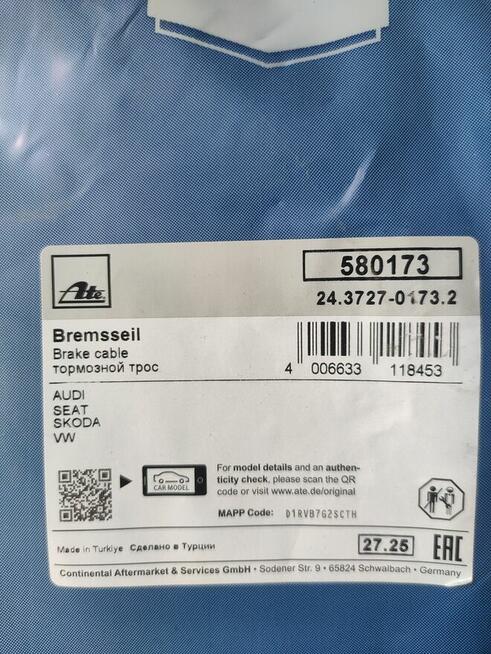 580173
24.3727-0173.2
Ate
Bremsseil
Brake cable
тормозной трос
4 006633 118453
AUDI
SEAT
SKODA
VW
CAR MODEL
For model details and an authen-
ticity check, please scan the QR
code or visit www.ate.de/original
MAPP Code: D1RVB7G2SCTH
Made in Turkiye Сделано в Турции
27.25
EAC
Continental Aftermarket & Services GmbH • Sodener Str. 9 • 65824 Schwalbach • Germany